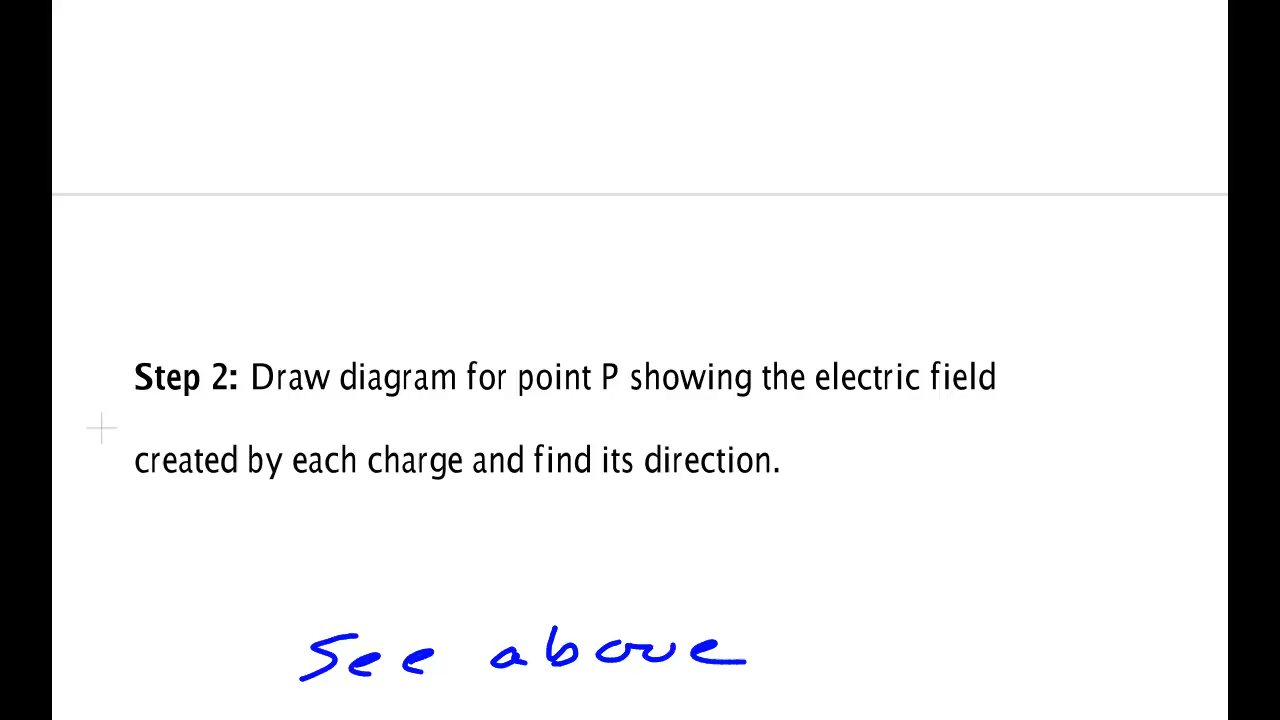 Step 2: Draw diagram for point P showing the electric field
created by each charge and find its direction.
See above